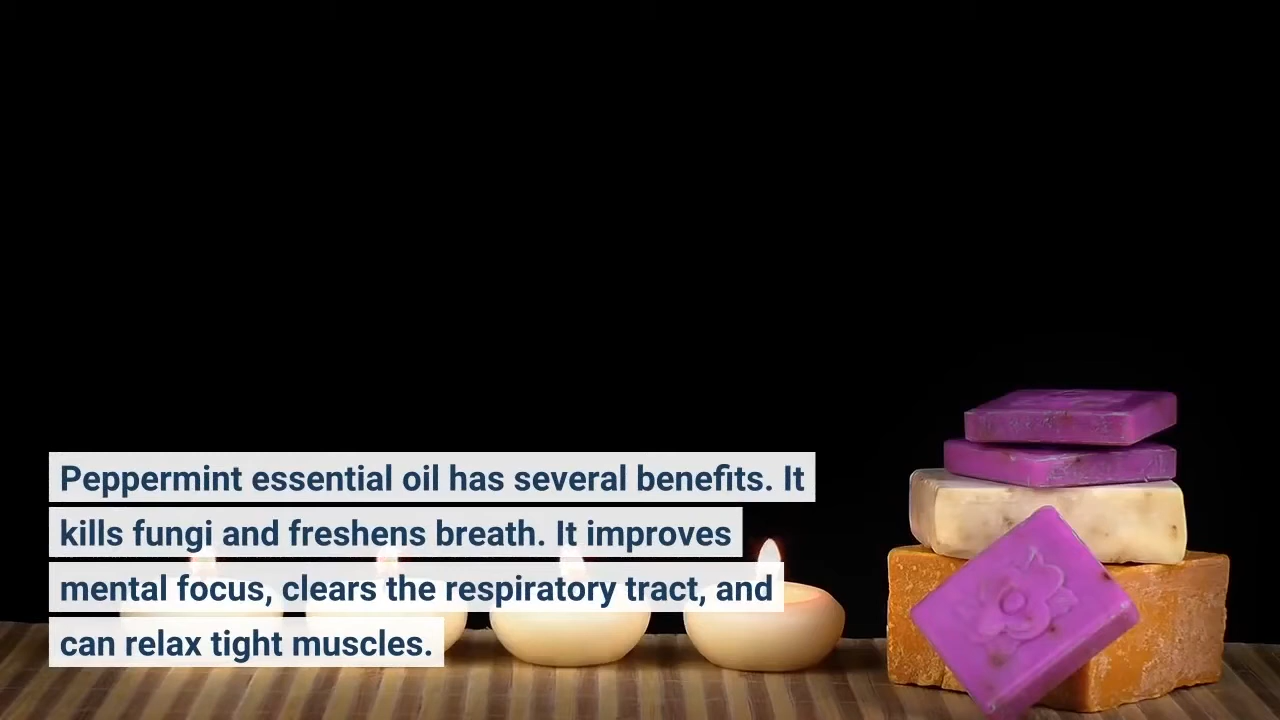 Peppermint essential oil has several benefits. It
kills fungi and freshens breath. It improves
mental focus, clears the respiratory tract, and
can relax tight muscles.